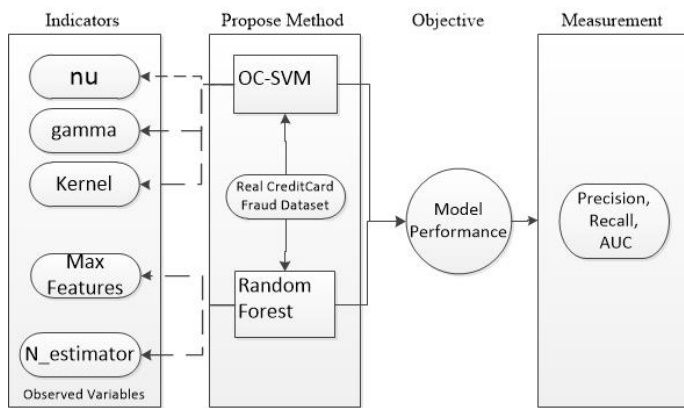 Indicators
Propose Method
Objective
Measurement
nu
gamma
Kernel
Max
Features
N_estimator
Observed Variables
OC-SVM
Real CreditCard
Fraud Dataset
Random
Forest
Model
Performance
Precision,
Recall,
AUC